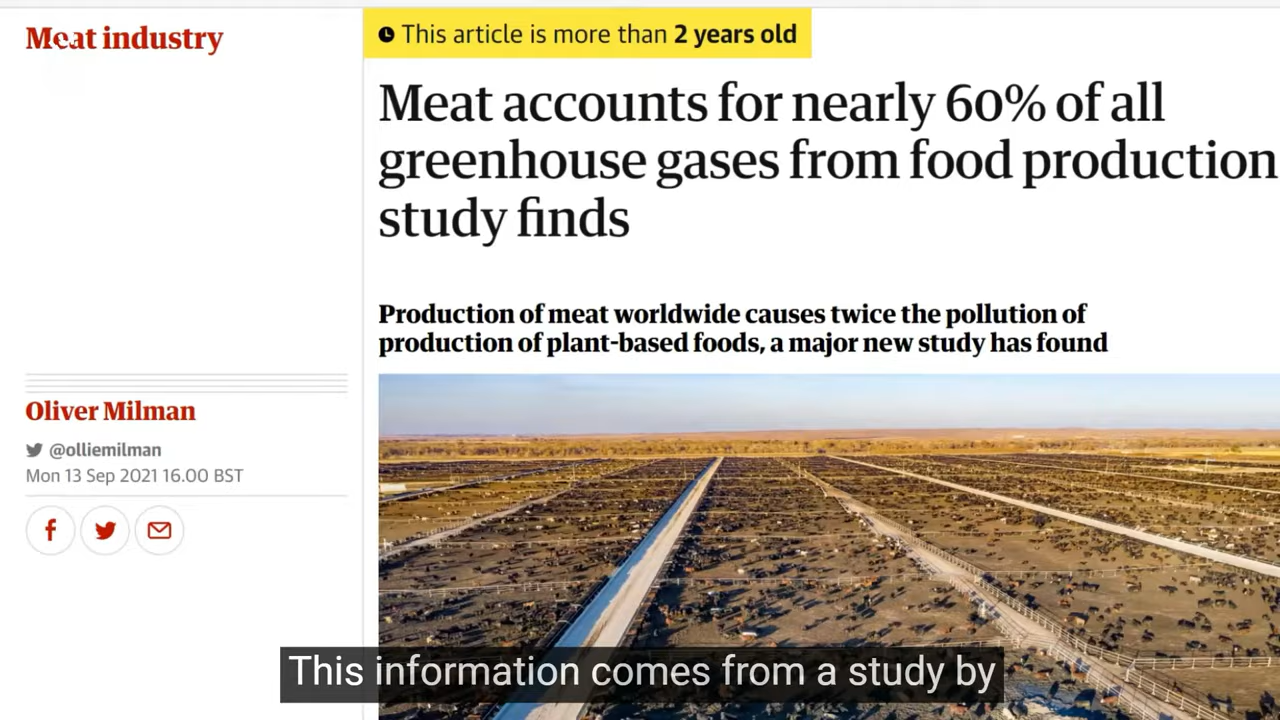 Meat industry
This article is more than 2 years old
Meat accounts for nearly 60% of all
greenhouse gases from food production
study finds
Production of meat worldwide causes twice the pollution of
production of plant-based foods, a major new study has found
Oliver Milman
@olliemilman
Mon 13 Sep 2021 16.00 BST
This information comes from a study by